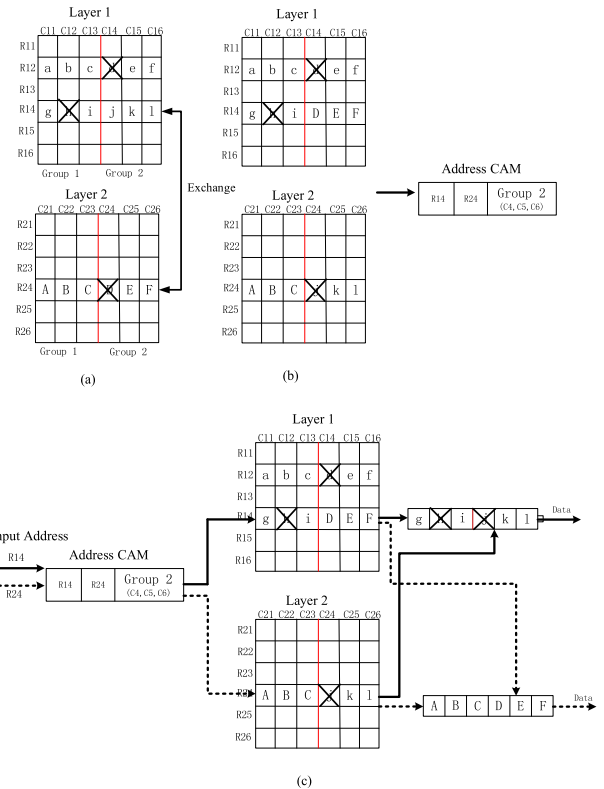 Layer 1
C11 C12 C13 C14 C15 C16
R11
R12 a b c d e f
R13
R14 g h i j k l
R15
R16
Group 1 Group 2
Exchange
Layer 2
C21 C22 C23 C24 C25 C26
R21
R22
R23
R24 A B C D E F
R25
R26
Group 1 Group 2
(a)
Layer 1
C11 C12 C13 C14 C15 C16
R11
R12 a b c d e f
R13
R14 g h i D E F
R15
R16
Layer 2
C21 C22 C23 C24 C25 C26
R21
R22
R23
R24 A B C j k l
R25
R26
(b)
Address CAM
R14 R24 Group 2
(C4,C5,C6)
Layer 1
C11 C12 C13 C14 C15 C16
R11
R12 a b c d e f
R13
R14 g h i D E F
R15
R16
g h i j k l
Data
nput Address
R14
R24
Address CAM
R14 R24 Group 2
(C4,C5,C6)
Layer 2
C21 C22 C23 C24 C25 C26
R21
R22
R23
R24 A B C j k l
R25
R26
A B C D E F
Data
(c)